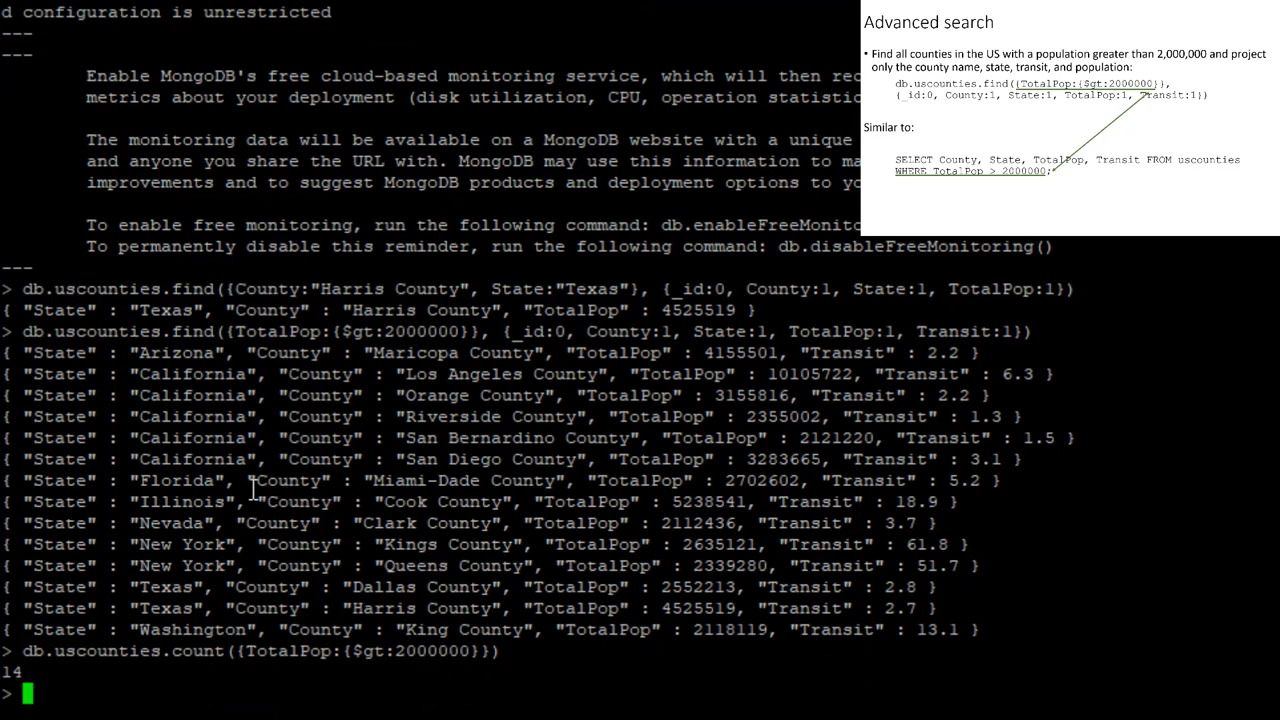 d configuration is unrestricted
---
---
Enable MongoDB's free cloud-based monitoring service, which will then rec
metrics about your deployment (disk utilization, CPU, operation statistic
The monitoring data will be available on a MongoDB website with a unique
and anyone you share the URL with. MongoDB may use this information to ma
improvements and to suggest MongoDB products and deployment options to yo
To enable free monitoring, run the following command: db.enableFreeMonito
To permanently disable this reminder, run the following command: db.disableFreeMonitoring()
---
> db.uscounties.find({County:"Harris County", State:"Texas"}, {_id:0, County:1, State:1, TotalPop:1})
{ "State" : "Texas", "County" : "Harris County", "TotalPop" : 4525519 }
> db.uscounties.find({TotalPop:{$gt:2000000}}, {_id:0, County:1, State:1, TotalPop:1, Transit:1})
{ "State" : "Arizona", "County" : "Maricopa County", "TotalPop" : 4155501, "Transit" : 2.2 }
{ "State" : "California", "County" : "Los Angeles County", "TotalPop" : 10105722, "Transit" : 6.3 }
{ "State" : "California", "County" : "Orange County", "TotalPop" : 3155816, "Transit" : 2.2 }
{ "State" : "California", "County" : "Riverside County", "TotalPop" : 2355002, "Transit" : 1.3 }
{ "State" : "California", "County" : "San Bernardino County", "TotalPop" : 2121220, "Transit" : 1.5 }
{ "State" : "California", "County" : "San Diego County", "TotalPop" : 3283665, "Transit" : 3.1 }
{ "State" : "Florida", "County" : "Miami-Dade County", "TotalPop" : 2702602, "Transit" : 5.2 }
{ "State" : "Illinois", "County" : "Cook County", "TotalPop" : 5238541, "Transit" : 18.9 }
{ "State" : "Nevada", "County" : "Clark County", "TotalPop" : 2112436, "Transit" : 3.7 }
{ "State" : "New York", "County" : "Kings County", "TotalPop" : 2635121, "Transit" : 61.8 }
{ "State" : "New York", "County" : "Queens County", "TotalPop" : 2339280, "Transit" : 51.7 }
{ "State" : "Texas", "County" : "Dallas County", "TotalPop" : 2552213, "Transit" : 2.8 }
{ "State" : "Texas", "County" : "Harris County", "TotalPop" : 4525519, "Transit" : 2.7 }
{ "State" : "Washington", "County" : "King County", "TotalPop" : 2118119, "Transit" : 13.1 }
> db.uscounties.count({TotalPop:{$gt:2000000}})
14
>
Advanced search
• Find all counties in the US with a population greater than 2,000,000 and project
only the county name, state, transit, and population:
db.uscounties.find({TotalPop:{$gt:2000000}},
{_id:0, County:1, State:1, TotalPop:1, Transit:1})
Similar to:
SELECT County, State, TotalPop, Transit FROM uscounties
WHERE TotalPop > 2000000;